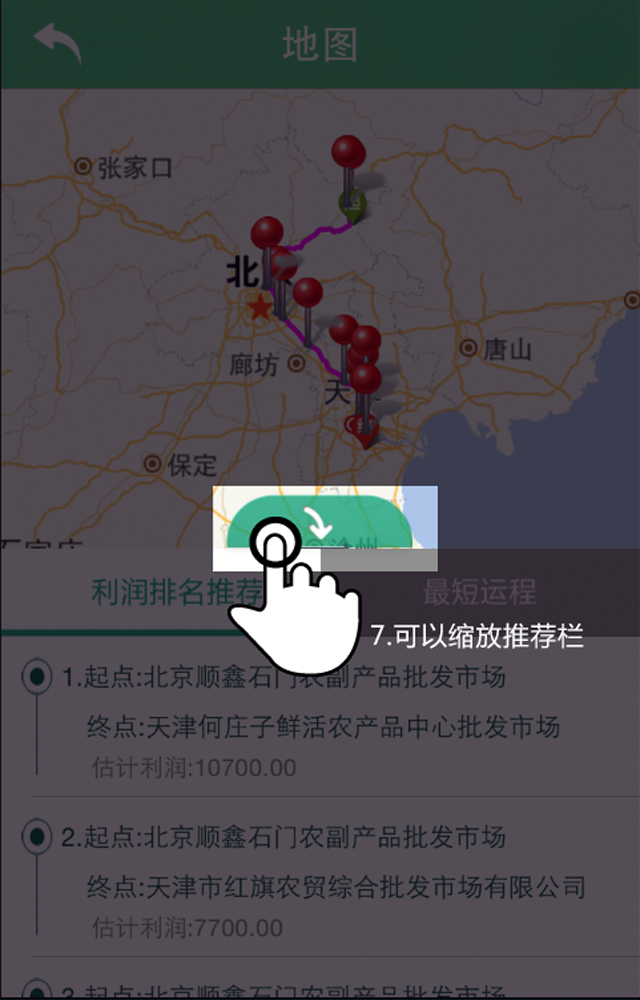 地图
张家口
北
廊坊
唐山
天
保定
沧州
石家庄
利润排名推荐
最短运程
7.可以缩放推荐栏
1.起点:北京顺鑫石门农副产品批发市场
终点:天津何庄子鲜活农产品中心批发市场
估计利润:10700.00
2.起点:北京顺鑫石门农副产品批发市场
终点:天津市红旗农贸综合批发市场有限公司
估计利润:7700.00
3.起点:北京顺鑫石门农副产品批发市场